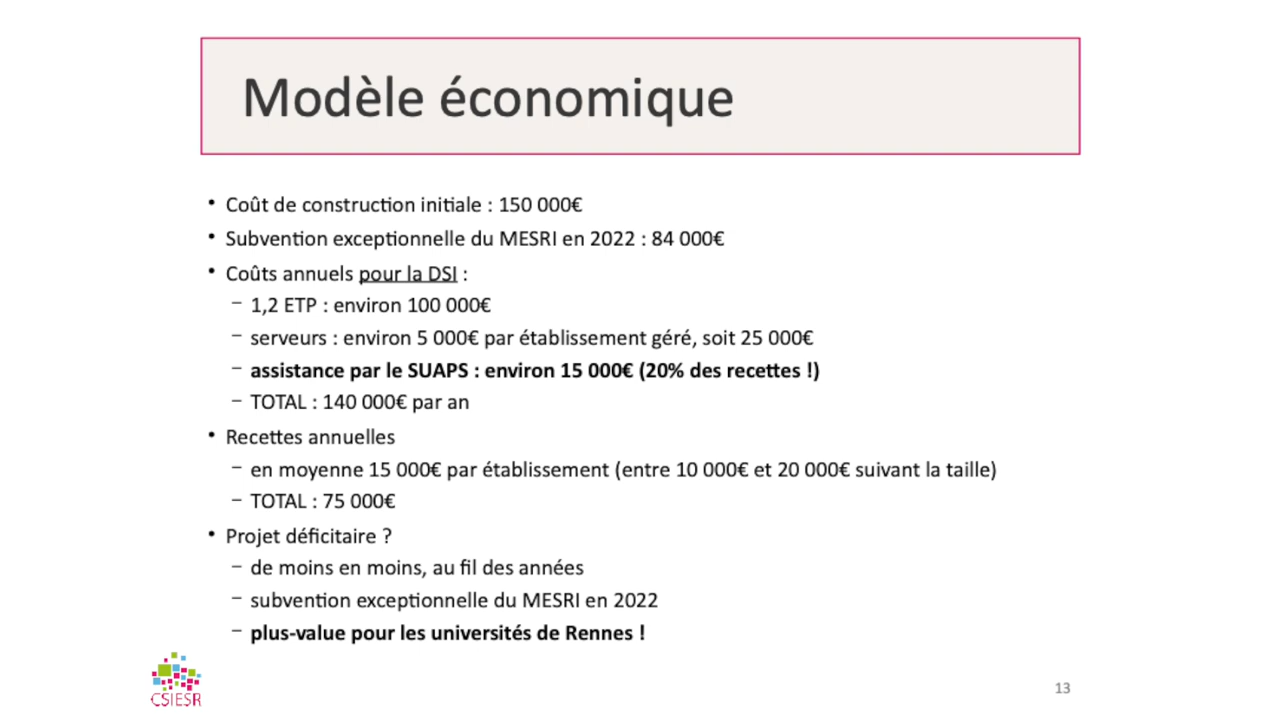 Modèle économique
• Coût de construction initiale : 150 000€
• Subvention exceptionnelle du MESRI en 2022 : 84 000€
• Coûts annuels pour la DSI :
– 1,2 ETP : environ 100 000€
– serveurs : environ 5 000€ par établissement géré, soit 25 000€
– assistance par le SUAPS : environ 15 000€ (20% des recettes !)
– TOTAL : 140 000€ par an
• Recettes annuelles
– en moyenne 15 000€ par établissement (entre 10 000€ et 20 000€ suivant la taille)
– TOTAL : 75 000€
• Projet déficitaire ?
– de moins en moins, au fil des années
– subvention exceptionnelle du MESRI en 2022
– plus-value pour les universités de Rennes !
CSIESR
13